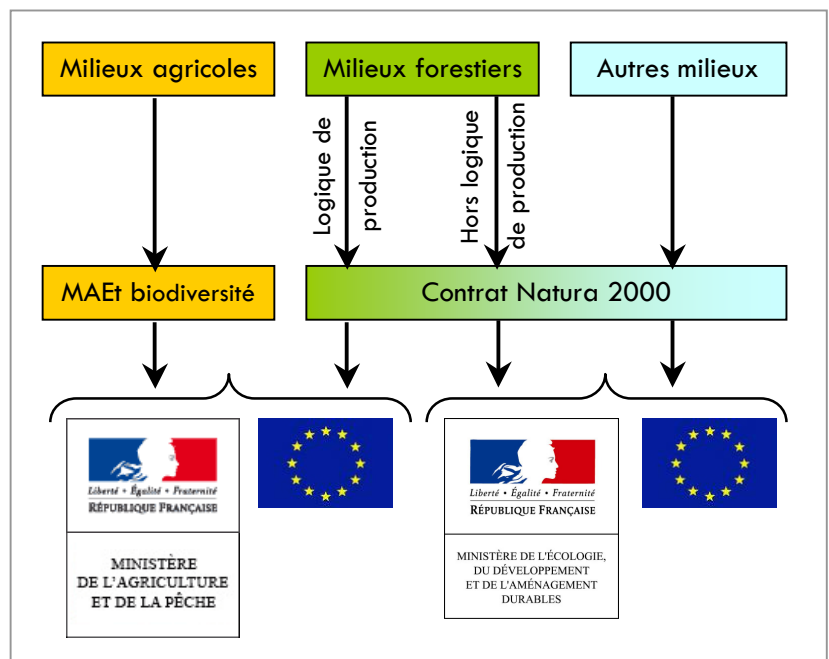 Milieux agricoles
Milieux forestiers
Autres milieux
Logique de
production
Hors logique
de production
MAEt biodiversité
Contrat Natura 2000
Liberté • Égalité • Fraternité
RÉPUBLIQUE FRANÇAISE
MINISTÈRE
DE L'AGRICULTURE
ET DE LA PÊCHE
Liberté • Égalité • Fraternité
RÉPUBLIQUE FRANÇAISE
MINISTÈRE DE L'ÉCOLOGIE,
DU DÉVELOPPEMENT
ET DE L'AMÉNAGEMENT
DURABLES